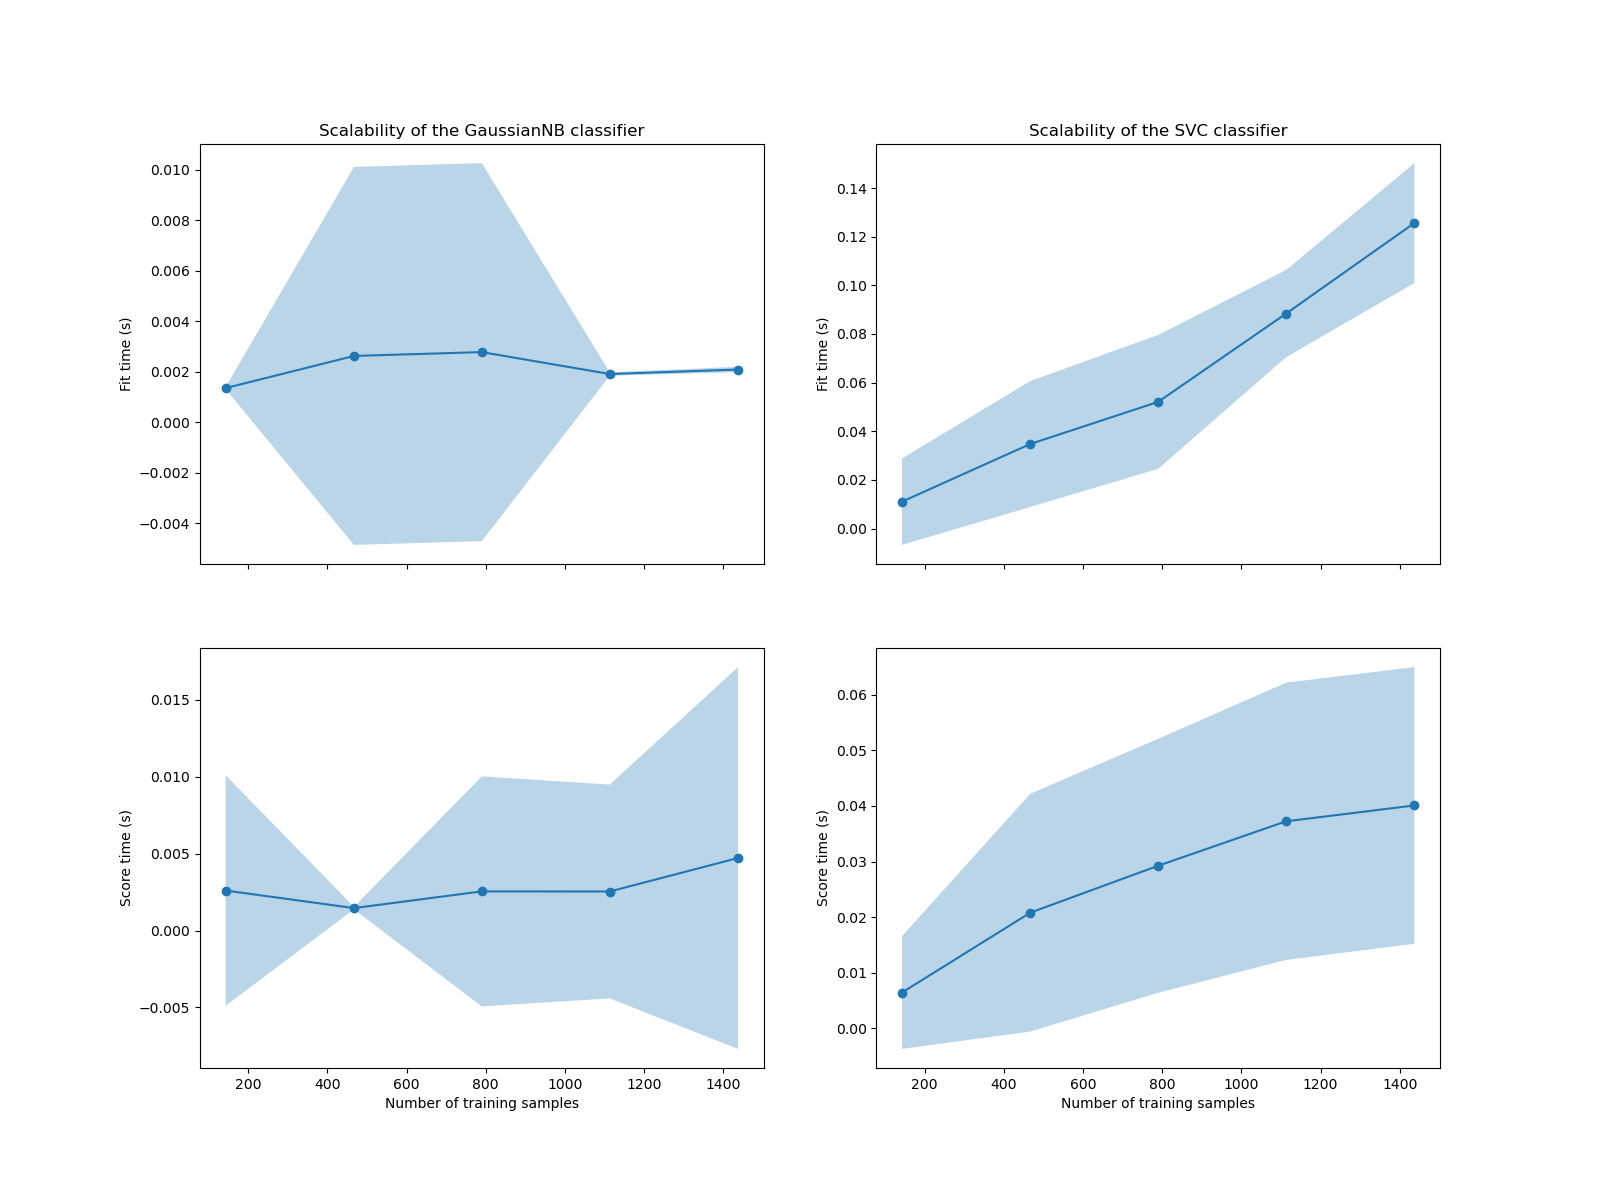 Scalability of the GaussianNB classifier
0.010
0.008
0.006
0.004
0.002
0.000
−0.002
−0.004
Fit time (s)
Scalability of the SVC classifier
0.14
0.12
0.10
0.08
0.06
0.04
0.02
0.00
Fit time (s)
0.015
0.010
0.005
0.000
−0.005
Score time (s)
200 400 600 800 1000 1200 1400
Number of training samples
0.06
0.05
0.04
0.03
0.02
0.01
0.00
Score time (s)
200 400 600 800 1000 1200 1400
Number of training samples